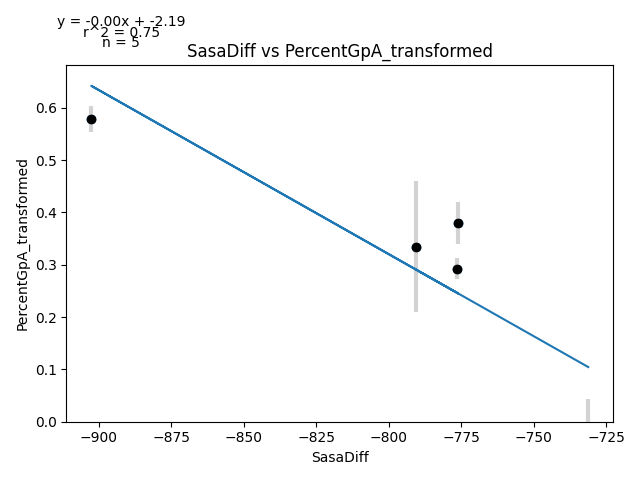 y = -0.00x + -2.19
r^2 = 0.75
n = 5
SasaDiff vs PercentGpA_transformed
PercentGpA_transformed
0.6
0.5
0.4
0.3
0.2
0.1
0.0
−900 −875 −850 −825 −800 −775 −750 −725
SasaDiff